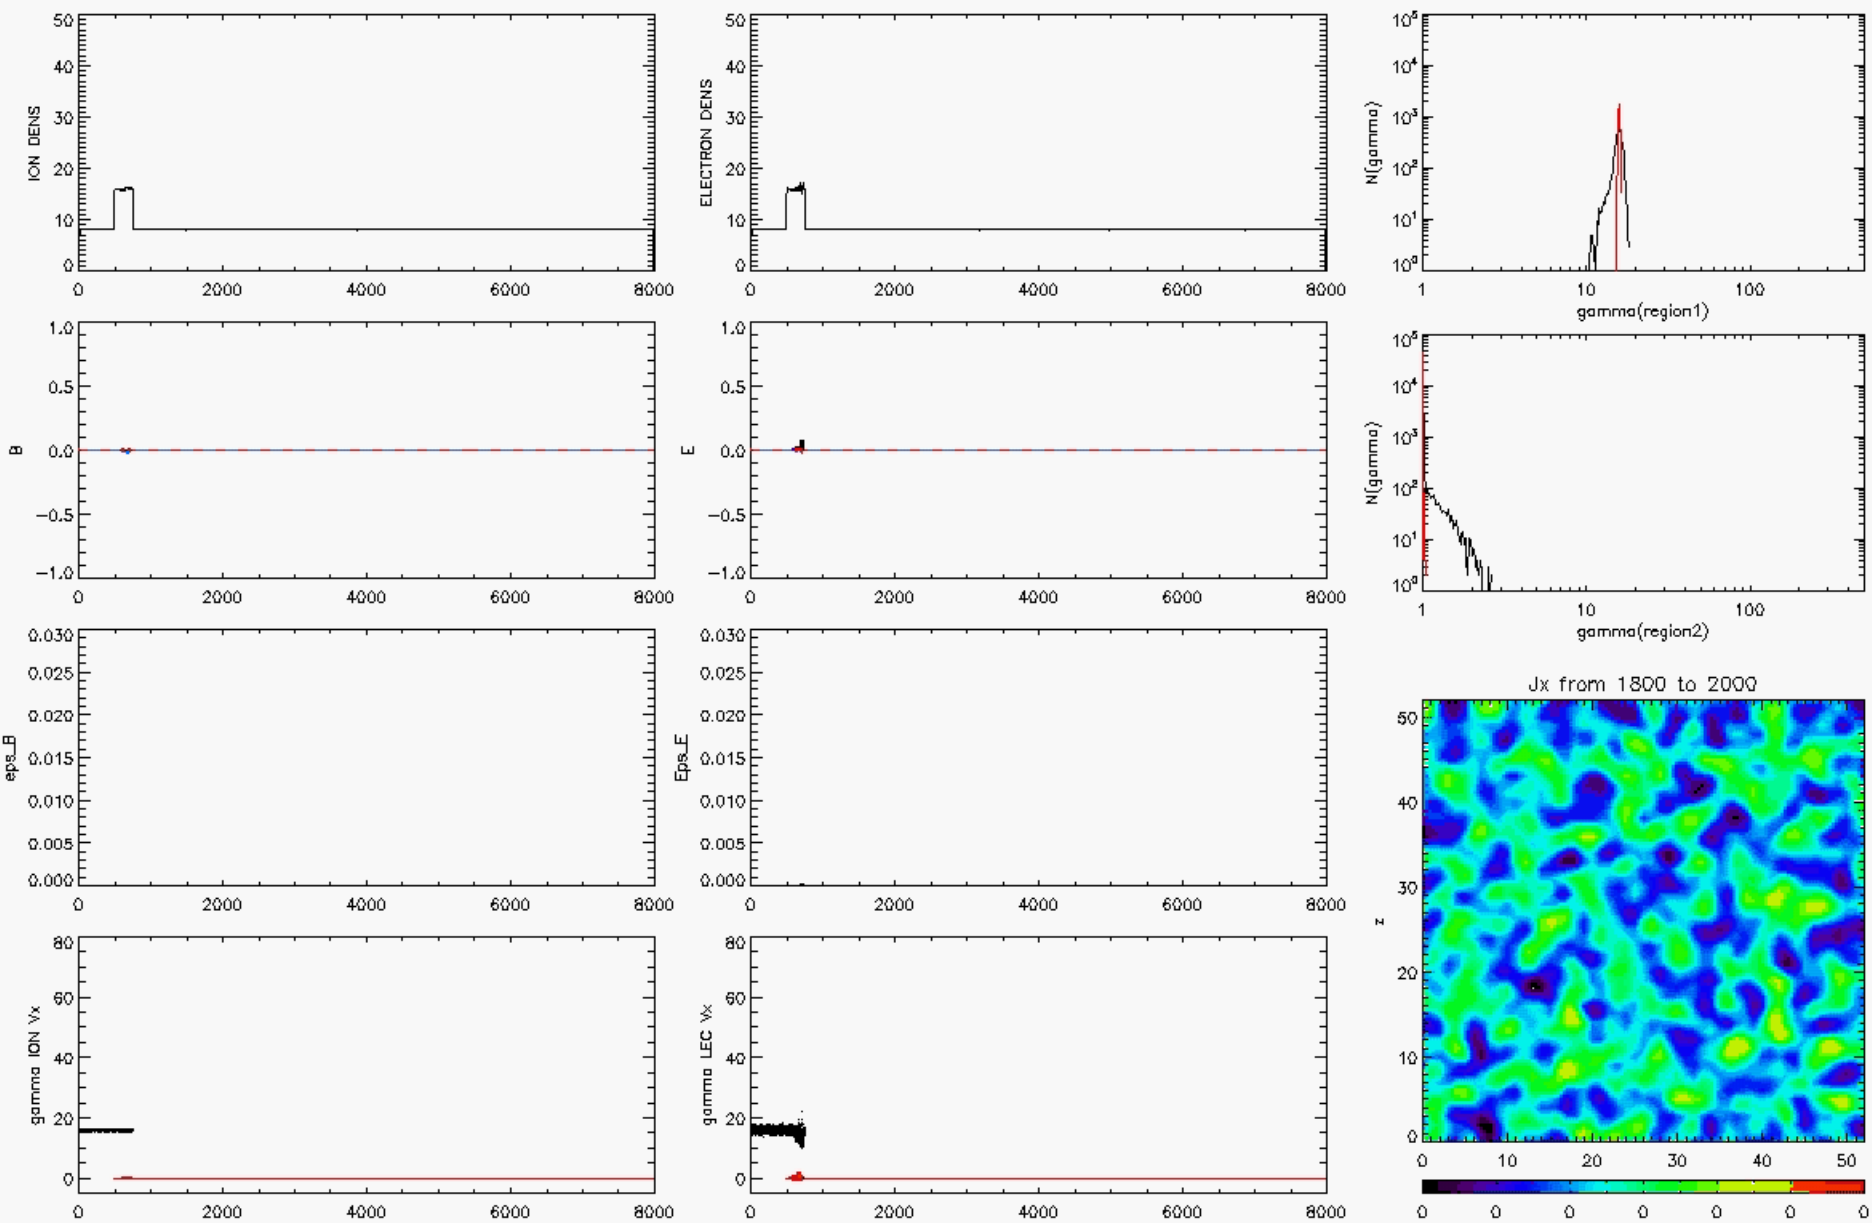 50
40
30
20
10
0
ION DENS
0 2000 4000 6000 8000
50
40
30
20
10
0
ELECTRON DENS
0 2000 4000 6000 8000
10⁵
10⁴
10³
10²
10¹
10⁰
N(gamma)
1 10 100
gamma(region1)
1.0
0.5
0.0
−0.5
−1.0
B
0 2000 4000 6000 8000
1.0
0.5
0.0
−0.5
−1.0
E
0 2000 4000 6000 8000
10⁵
10⁴
10³
10²
10¹
10⁰
N(gamma)
1 10 100
gamma(region2)
0.030
0.025
0.020
0.015
0.010
0.005
0.000
eps_B
0 2000 4000 6000 8000
0.030
0.025
0.020
0.015
0.010
0.005
0.000
Eps_E
0 2000 4000 6000 8000
Jx from 1800 to 2000
50
40
30
20
10
0
z
0 10 20 30 40 50
0 0 0 0 0 0 0
80
60
40
20
0
gamma ION Vx
0 2000 4000 6000 8000
80
60
40
20
0
gamma LEC Vx
0 2000 4000 6000 8000